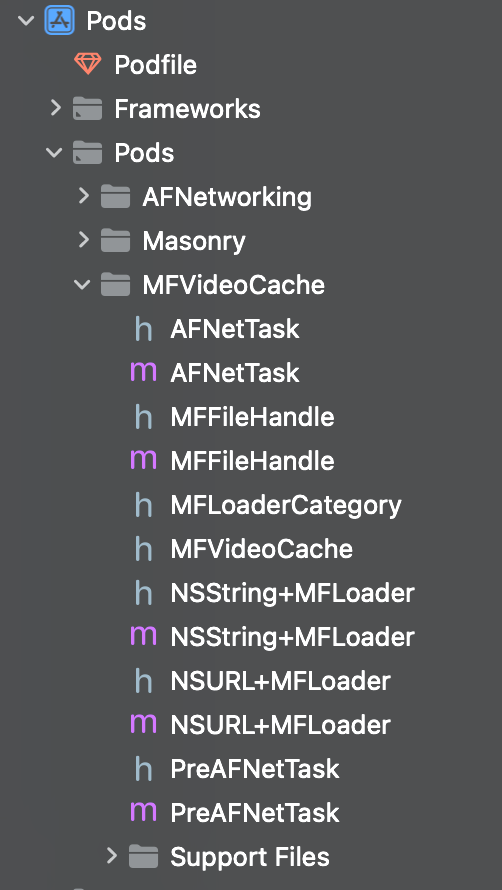 Pods
Podfile
Frameworks
Pods
AFNetworking
Masonry
MFVideoCache
h AFNetTask
m AFNetTask
h MFFileHandle
m MFFileHandle
h MFLoaderCategory
h MFVideoCache
h NSString+MFLoader
m NSString+MFLoader
h NSURL+MFLoader
m NSURL+MFLoader
h PreAFNetTask
m PreAFNetTask
Support Files